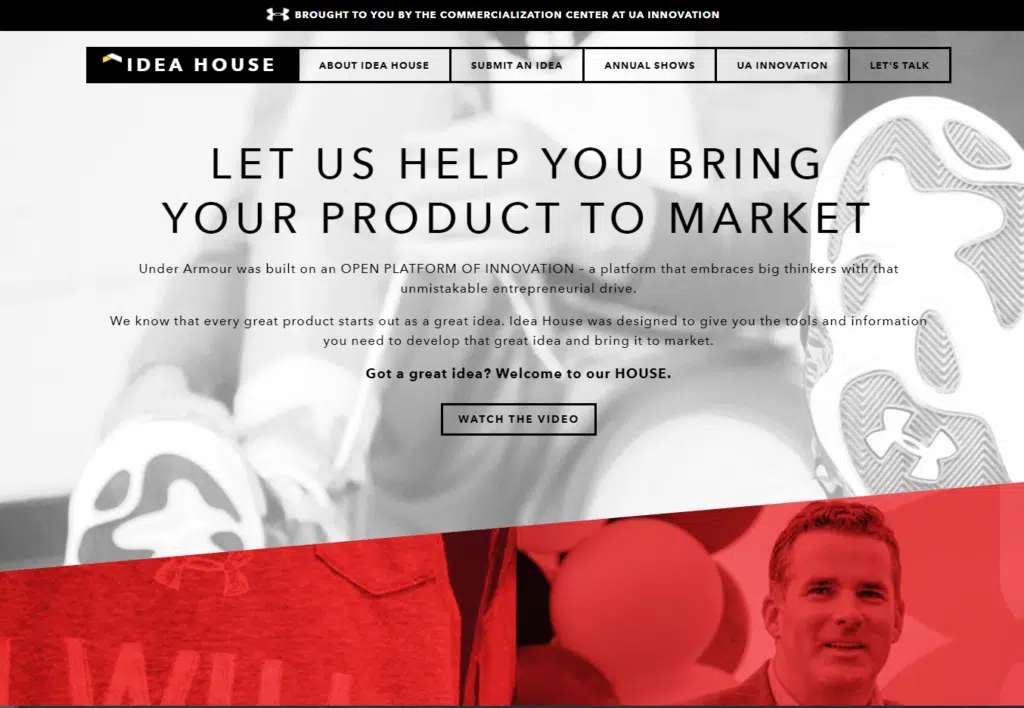 BROUGHT TO YOU BY THE COMMERCIALIZATION CENTER AT UA INNOVATION
IDEA HOUSE
ABOUT IDEA HOUSE
SUBMIT AN IDEA
ANNUAL SHOWS
UA INNOVATION
LET'S TALK
LET US HELP YOU BRING
YOUR PRODUCT TO MARKET
Under Armour was built on an OPEN PLATFORM OF INNOVATION - a platform that embraces big thinkers with that
unmistakable entrepreneurial drive.
We know that every great product starts out as a great idea. Idea House was designed to give you the tools and information
you need to develop that great idea and bring it to market.
Got a great idea? Welcome to our HOUSE.
WATCH THE VIDEO
I WILL